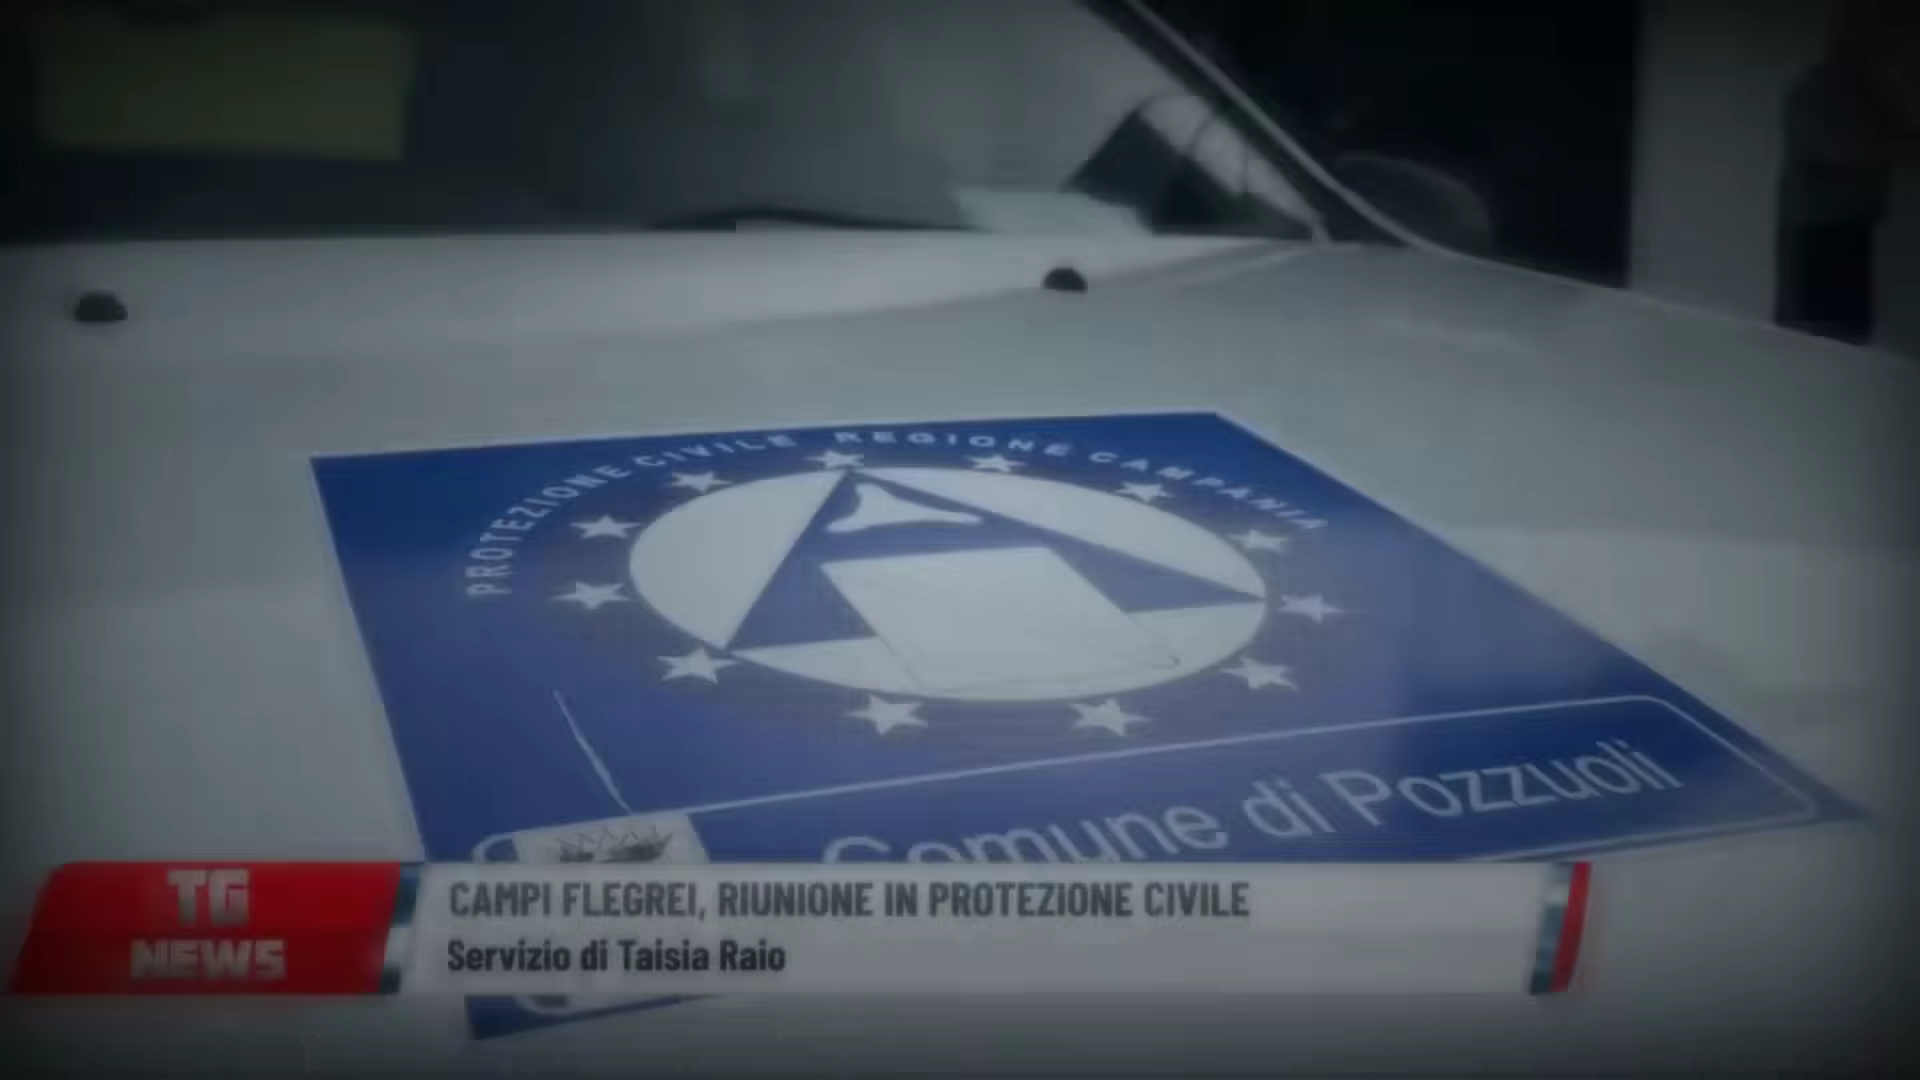 PROTEZIONE CIVILE REGIONE CAMPANIA
Comune di Pozzuoli
TG
NEWS
CAMPI FLEGREI, RIUNIONE IN PROTEZIONE CIVILE
Servizio di Taisia Raio